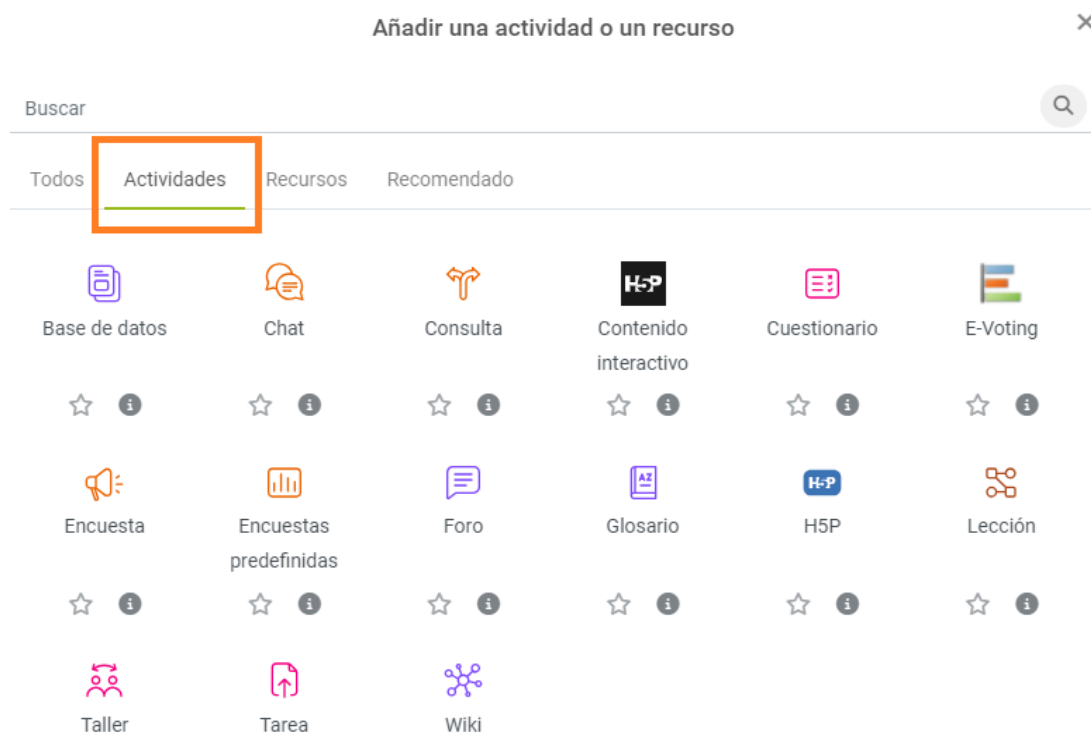 Añadir una actividad o un recurso
Buscar
Todos Actividades Recursos Recomendado
H5P
Base de datos Chat Consulta Contenido Cuestionario E-Voting
interactivo
AZ H5P
Encuesta Encuestas Foro Glosario H5P Lección
predefinidas
Taller Tarea Wiki